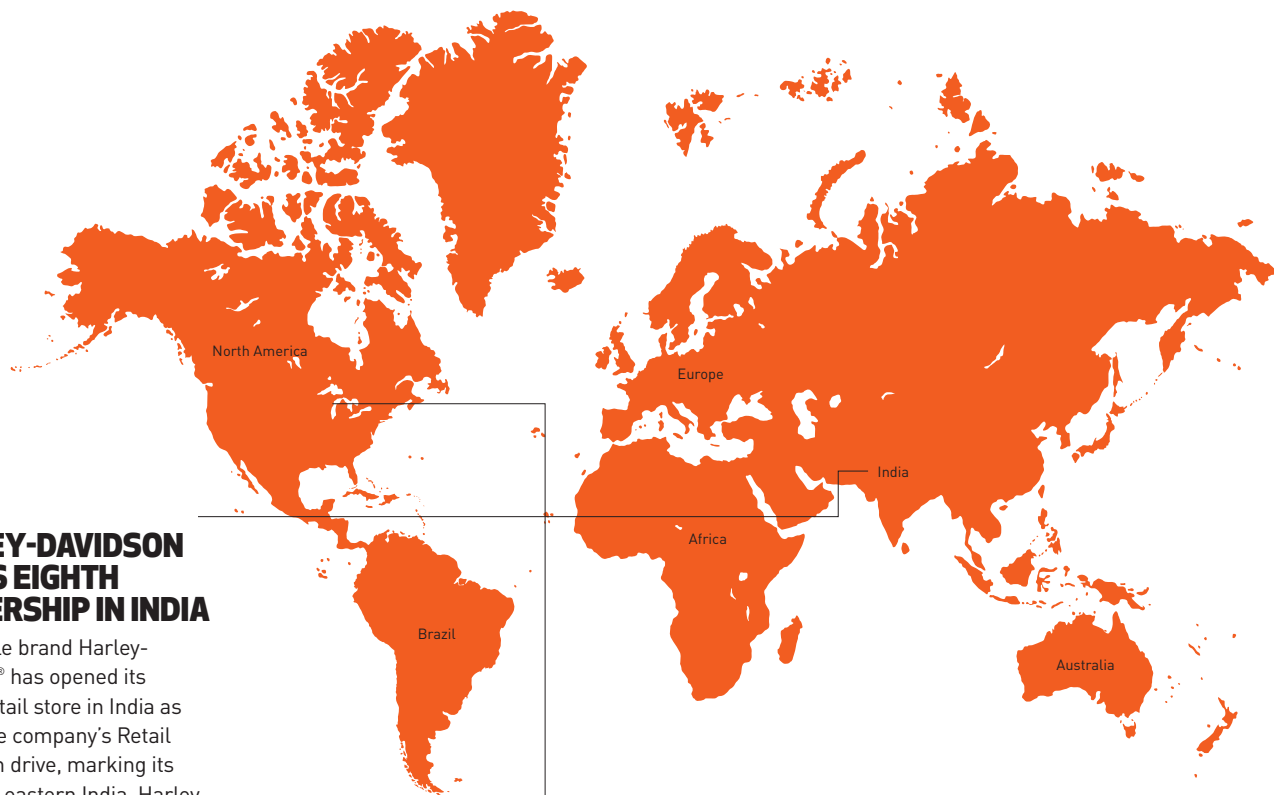 North America
Europe
India
Africa
Brazil
Australia
EY-DAVIDSON
S EIGHTH
ERSHIP IN INDIA
le brand Harley-
® has opened its
tail store in India as
e company's Retail
n drive, marking its
eastern India. Harley